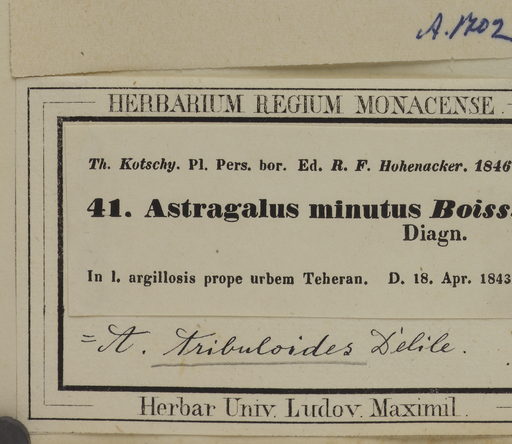 A. 1702
HERBARIUM REGIUM MONACENSE.
Th. Kotschy. Pl. Pers. bor. Ed. R. F. Hohenacker. 1846
41. Astragalus minutus Boiss.
Diagn.
In l. argillosis prope urbem Teheran. D. 18. Apr. 1843
= A. tribuloides Delile.
Herbar Univ. Ludov. Maximil.